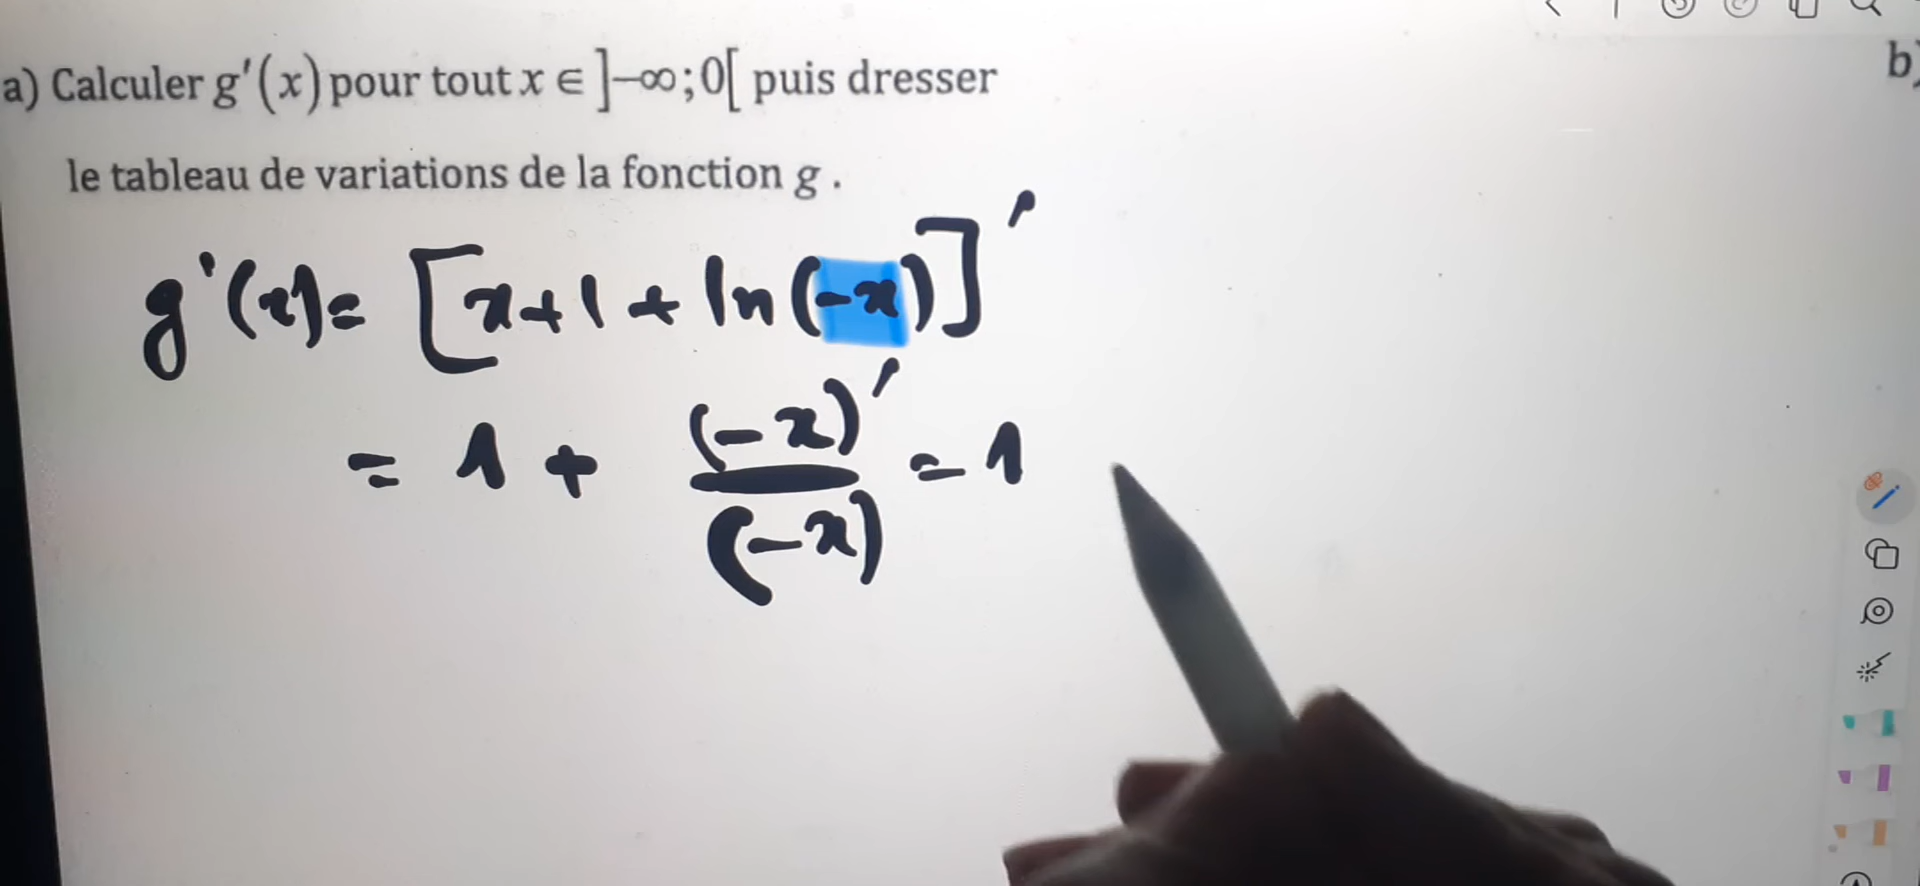 a) Calculer g'(x) pour tout x ∈ ]−∞;0[ puis dresser
le tableau de variations de la fonction g .
g'(x)= [x+1 + ln (-x)]'
= 1 + (-x)'/(-x) = 1
b)